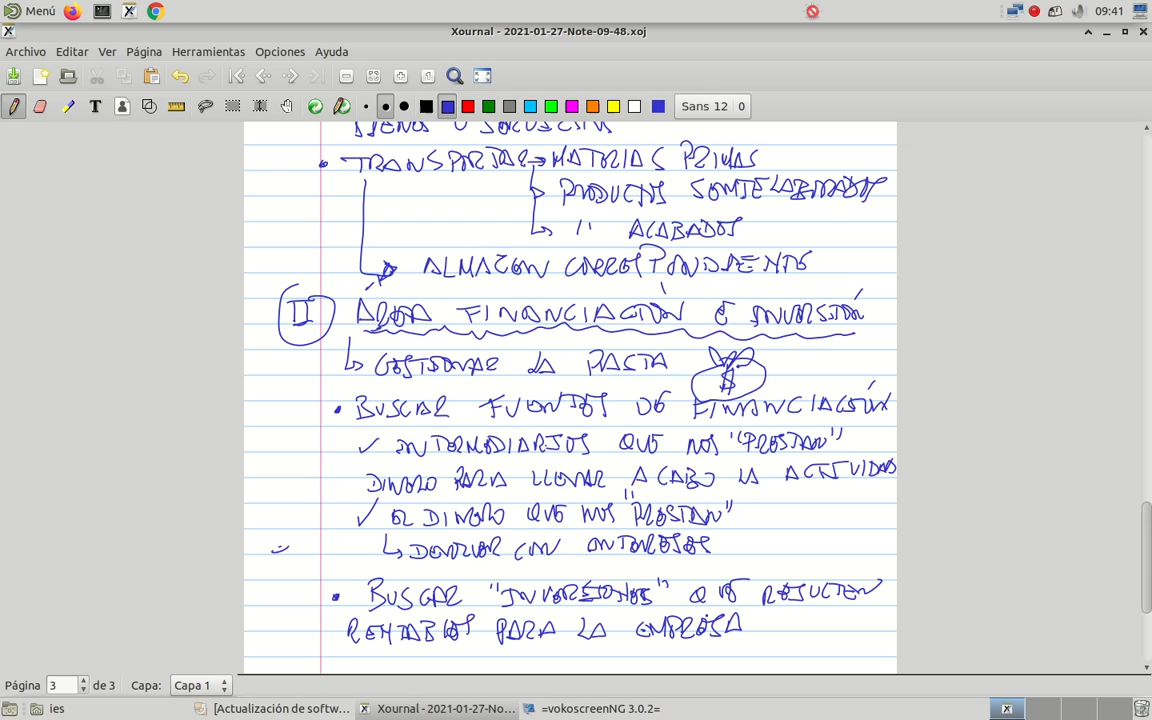 Menú 09:41
Xournal - 2021-01-27-Note-09-48.xoj
Archivo Editar Ver Página Herramientas Opciones Ayuda
Sans 12 0
BIENES O SERVICIOS
• TRANSPORTAR → MATERIAS PRIMAS
PRODUCTOS SEMIELABORADOS
" ACABADOS
ALMACEN CORRESPONDIENTE
II ÁREA FINANCIACIÓN E INVERSIÓN
↳ GESTIONAR LA PASTA $
• BUSCAR FUENTES DE FINANCIACIÓN
✓ INTERMEDIARIOS QUE NOS "PRESTAN"
DINERO PARA LLEVAR A CABO LA ACTIVIDAD
✓ EL DINERO QUE NOS "PRESTAN"
↳ DEVOLVER CON INTERESES
• BUSCAR "INVERSIONES" QUE RESULTEN
RENTABLES PARA LA EMPRESA
Página 3 de 3 Capa: Capa 1
ies [Actualización de softw... Xournal - 2021-01-27-No... =vokoscreenNG 3.0.2=